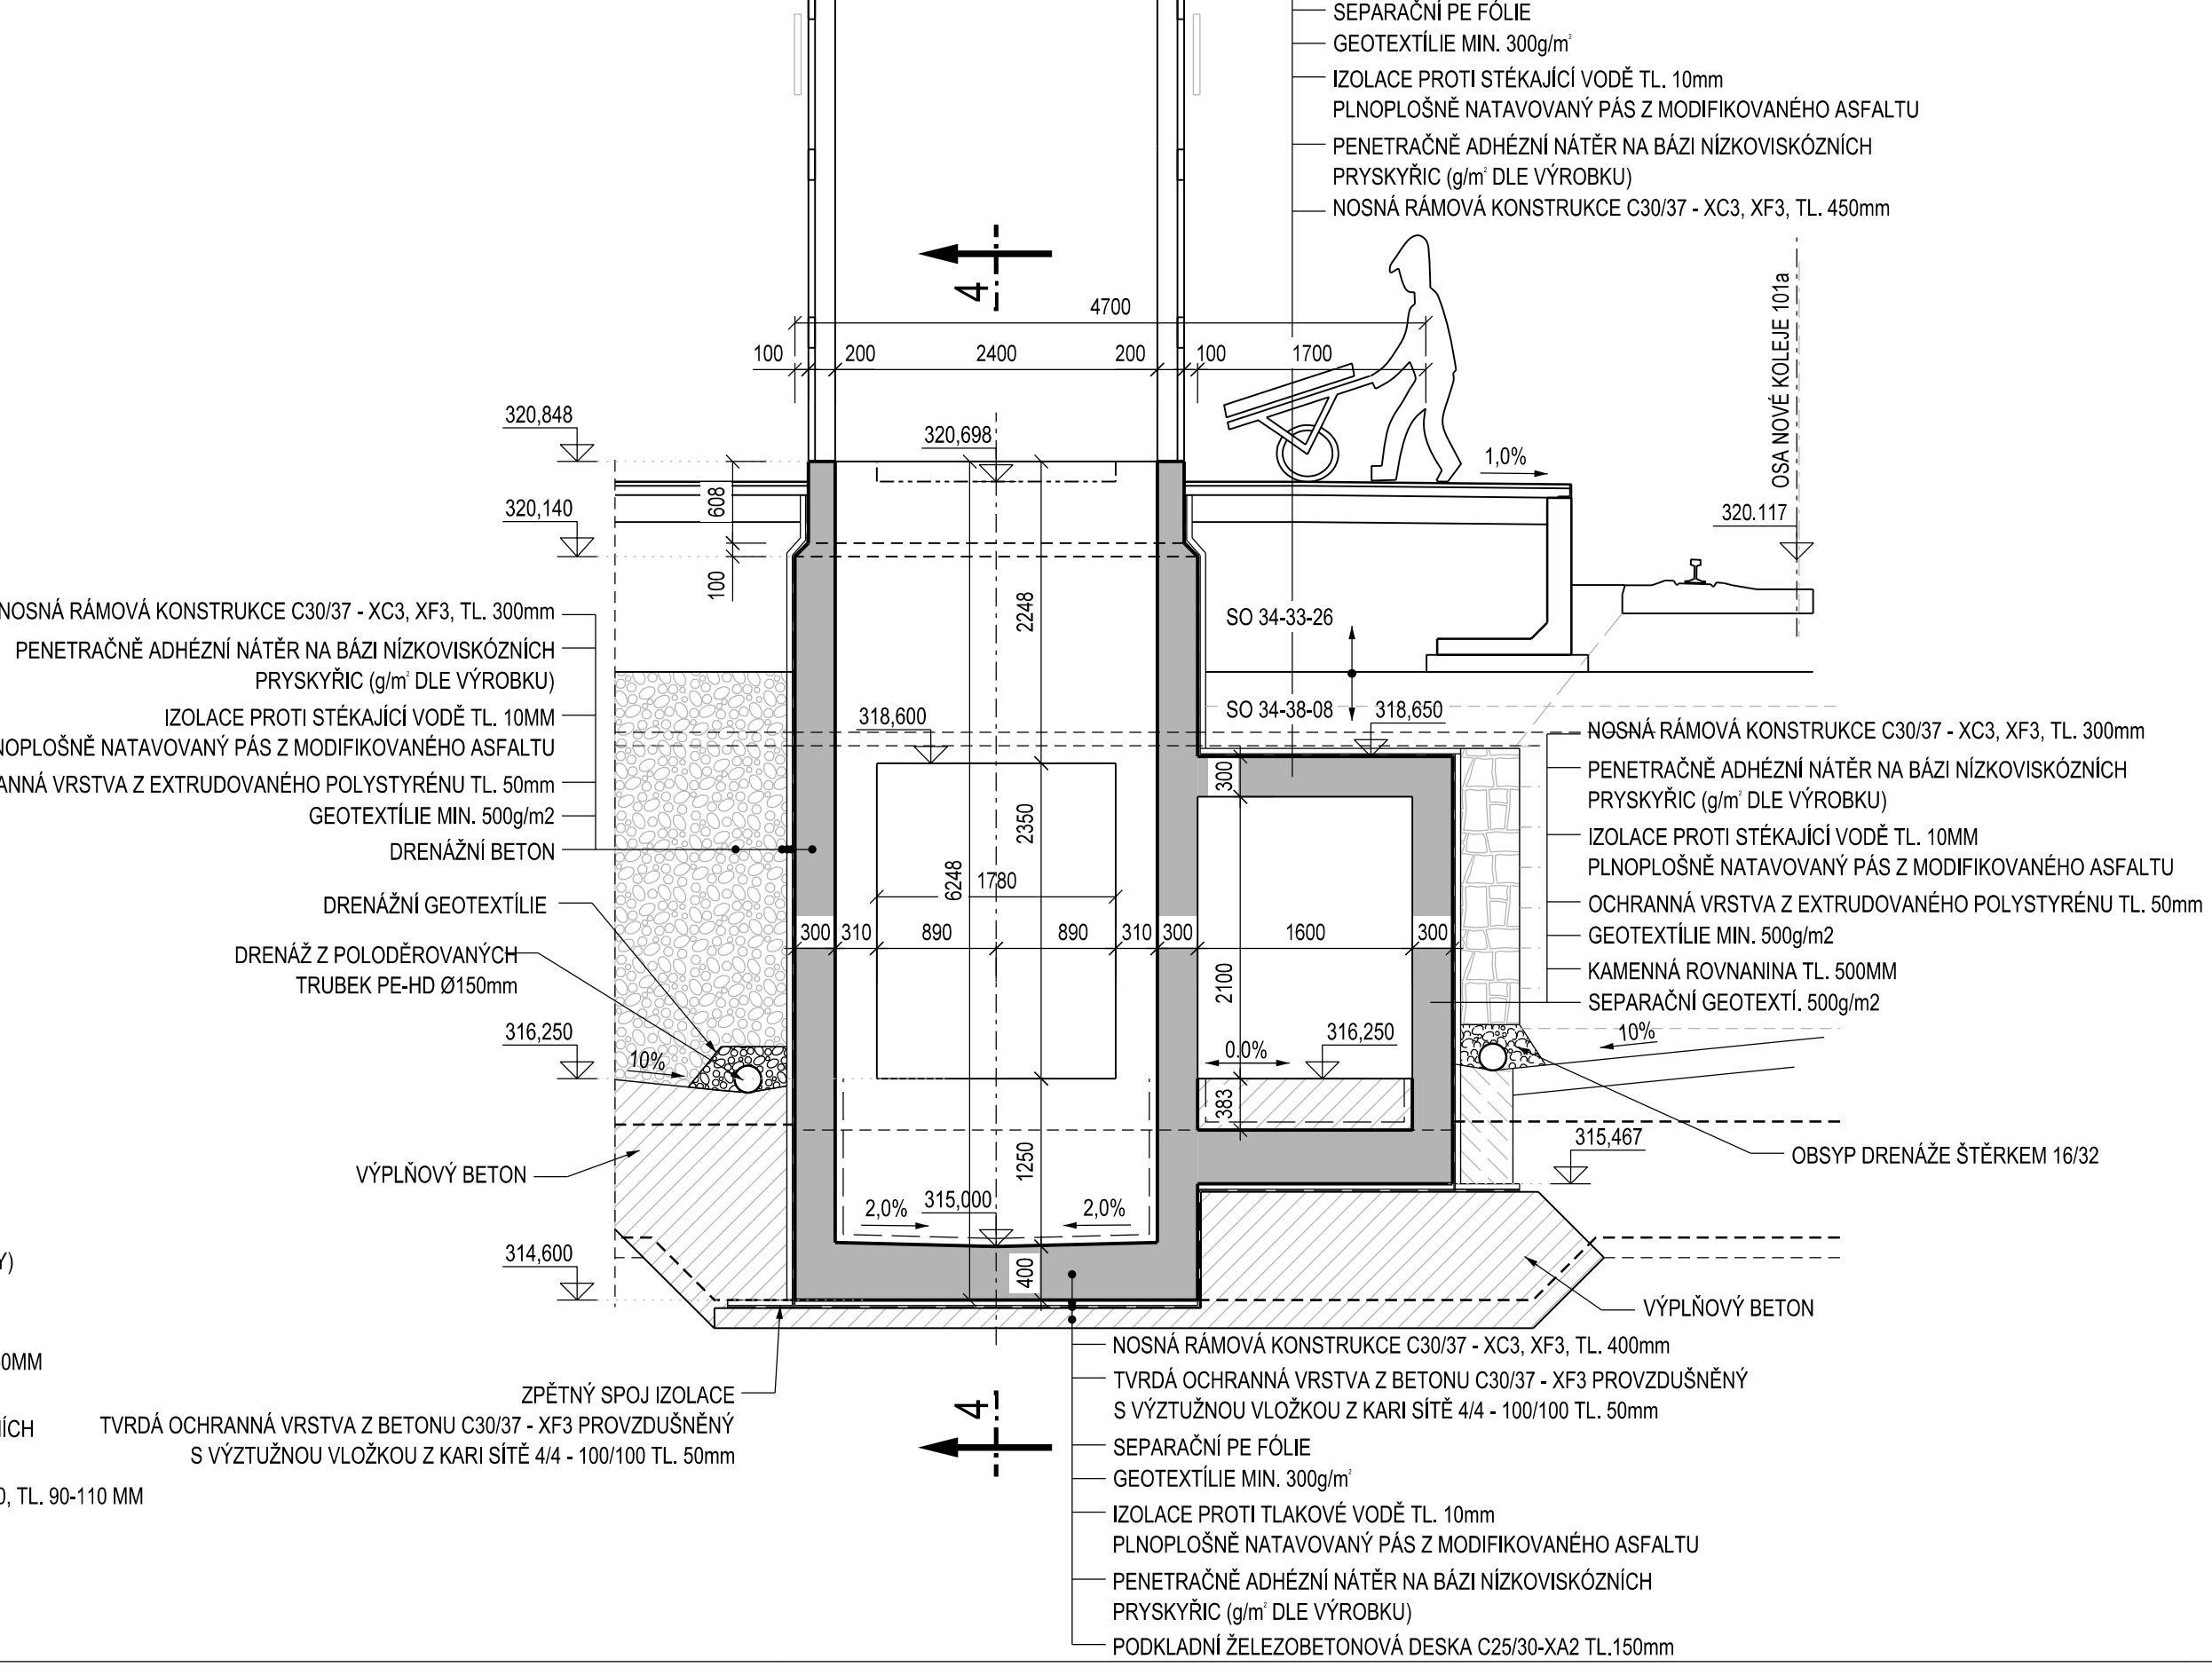 SEPARAČNÍ PE FÓLIE
GEOTEXTÍLIE MIN. 300g/m²
IZOLACE PROTI STÉKAJÍCÍ VODĚ TL. 10mm
PLNOPLOŠNĚ NATAVOVANÝ PÁS Z MODIFIKOVANÉHO ASFALTU
PENETRAČNĚ ADHÉZNÍ NÁTĚR NA BÁZI NÍZKOVISKÓZNÍCH
PRYSKYŘIC (g/m² DLE VÝROBKU)
NOSNÁ RÁMOVÁ KONSTRUKCE C30/37 - XC3, XF3, TL. 450mm
4
4700
100
200
2400
200
100
1700
OSA NOVÉ KOLEJE 101a
320,848
320,698
1,0%
320,140
608
100
320.117
2248
SO 34-33-26
SO 34-38-08
318,650
318,600
NOSNÁ RÁMOVÁ KONSTRUKCE C30/37 - XC3, XF3, TL. 300mm
PENETRAČNĚ ADHÉZNÍ NÁTĚR NA BÁZI NÍZKOVISKÓZNÍCH
PRYSKYŘIC (g/m² DLE VÝROBKU)
IZOLACE PROTI STÉKAJÍCÍ VODĚ TL. 10MM
NOPLOŠNĚ NATAVOVANÝ PÁS Z MODIFIKOVANÉHO ASFALTU
ANNÁ VRSTVA Z EXTRUDOVANÉHO POLYSTYRÉNU TL. 50mm
GEOTEXTÍLIE MIN. 500g/m2
DRENÁŽNÍ BETON
DRENÁŽNÍ GEOTEXTÍLIE
DRENÁŽ Z POLODĚROVANÝCH
TRUBEK PE-HD Ø150mm
300
2350
6248
1780
300
310
890
890
310
300
1600
300
2100
NOSNÁ RÁMOVÁ KONSTRUKCE C30/37 - XC3, XF3, TL. 300mm
PENETRAČNĚ ADHÉZNÍ NÁTĚR NA BÁZI NÍZKOVISKÓZNÍCH
PRYSKYŘIC (g/m² DLE VÝROBKU)
IZOLACE PROTI STÉKAJÍCÍ VODĚ TL. 10MM
PLNOPLOŠNĚ NATAVOVANÝ PÁS Z MODIFIKOVANÉHO ASFALTU
OCHRANNÁ VRSTVA Z EXTRUDOVANÉHO POLYSTYRÉNU TL. 50mm
GEOTEXTÍLIE MIN. 500g/m2
KAMENNÁ ROVNANINA TL. 500MM
SEPARAČNÍ GEOTEXTÍ. 500g/m2
316,250
10%
0.0%
316,250
10%
383
1250
315,467
OBSYP DRENÁŽE ŠTĚRKEM 16/32
VÝPLŇOVÝ BETON
2,0%
315,000
2,0%
314,600
400
Y)
VÝPLŇOVÝ BETON
0MM
ZPĚTNÝ SPOJ IZOLACE
NÍCH
TVRDÁ OCHRANNÁ VRSTVA Z BETONU C30/37 - XF3 PROVZDUŠNĚNÝ
S VÝZTUŽNOU VLOŽKOU Z KARI SÍTĚ 4/4 - 100/100 TL. 50mm
0, TL. 90-110 MM
4
NOSNÁ RÁMOVÁ KONSTRUKCE C30/37 - XC3, XF3, TL. 400mm
TVRDÁ OCHRANNÁ VRSTVA Z BETONU C30/37 - XF3 PROVZDUŠNĚNÝ
S VÝZTUŽNOU VLOŽKOU Z KARI SÍTĚ 4/4 - 100/100 TL. 50mm
SEPARAČNÍ PE FÓLIE
GEOTEXTÍLIE MIN. 300g/m²
IZOLACE PROTI TLAKOVÉ VODĚ TL. 10mm
PLNOPLOŠNĚ NATAVOVANÝ PÁS Z MODIFIKOVANÉHO ASFALTU
PENETRAČNĚ ADHÉZNÍ NÁTĚR NA BÁZI NÍZKOVISKÓZNÍCH
PRYSKYŘIC (g/m² DLE VÝROBKU)
PODKLADNÍ ŽELEZOBETONOVÁ DESKA C25/30-XA2 TL.150mm